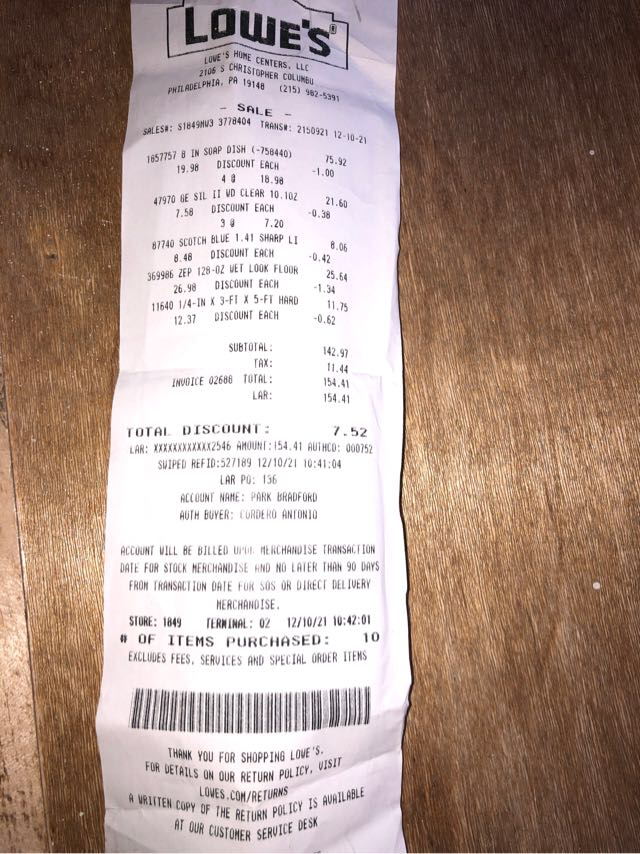 LOWE'S®
LOWE'S HOME CENTERS, LLC
2106 S CHRISTOPHER COLUMBU
PHILADELPHIA, PA 19148 (215) 982-5391
- SALE -
SALES#: S1849MW3 3778404 TRANS#: 2150921 12-10-21
1657757 8 IN SOAP DISH (-758440) 75.92
19.98 DISCOUNT EACH -1.00
4 @ 18.98
47970 GE SIL II WD CLEAR 10.1OZ 21.60
7.58 DISCOUNT EACH -0.38
3 @ 7.20
87740 SCOTCH BLUE 1.41 SHARP LI 8.06
8.48 DISCOUNT EACH -0.42
369986 ZEP 128-OZ WET LOOK FLOOR 25.64
26.98 DISCOUNT EACH -1.34
11640 1/4-IN X 3-FT X 5-FT HARD 11.75
12.37 DISCOUNT EACH -0.62
SUBTOTAL: 142.97
TAX: 11.44
INVOICE 02688 TOTAL: 154.41
LAR: 154.41
TOTAL DISCOUNT: 7.52
LAR: XXXXXXXXXXXX2546 AMOUNT:154.41 AUTHCD: 000752
SWIPED REFID:527189 12/10/21 10:41:04
LAR PO: 156
ACCOUNT NAME: PARK BRADFORD
AUTH BUYER: CORDERO ANTONIO
ACCOUNT WILL BE BILLED UPON MERCHANDISE TRANSACTION
DATE FOR STOCK MERCHANDISE AND NO LATER THAN 90 DAYS
FROM TRANSACTION DATE FOR SOS OR DIRECT DELIVERY
MERCHANDISE.
STORE: 1849 TERMINAL: 02 12/10/21 10:42:01
# OF ITEMS PURCHASED: 10
EXCLUDES FEES, SERVICES AND SPECIAL ORDER ITEMS
THANK YOU FOR SHOPPING LOWE'S.
FOR DETAILS ON OUR RETURN POLICY, VISIT
LOWES.COM/RETURNS
A WRITTEN COPY OF THE RETURN POLICY IS AVAILABLE
AT OUR CUSTOMER SERVICE DESK